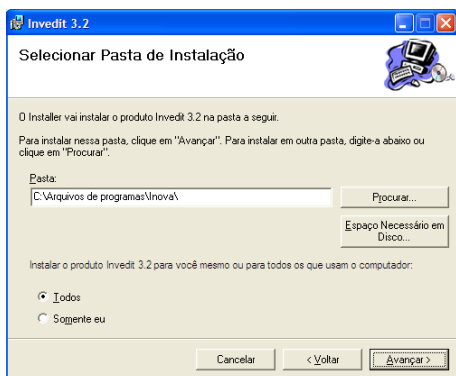 Invedit 3.2
Selecionar Pasta de Instalação
O Installer vai instalar o produto Invedit 3.2 na pasta a seguir.
Para instalar nessa pasta, clique em "Avançar". Para instalar em outra pasta, digite-a abaixo ou
clique em "Procurar".
Pasta:
C:\Arquivos de programas\Inova\
Procurar...
Espaço Necessário em
Disco...
Instalar o produto Invedit 3.2 para você mesmo ou para todos os que usam o computador:
Todos
Somente eu
Cancelar
< Voltar
Avançar >